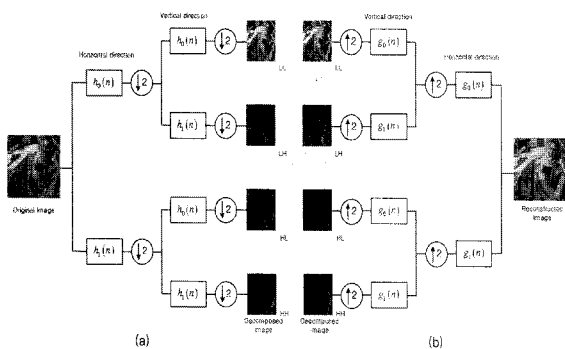 Vertical direction
Horizontal direction
h₀(n)
↓2
h₀(n)
↓2
LL
h₁(n)
↓2
LH
Original image
h₁(n)
↓2
h₀(n)
↓2
HL
h₁(n)
↓2
HH
Decomposed
image
(a)
Vertical direction
Horizontal direction
LL
↑2
g₀(n)
↑2
g₀(n)
LH
↑2
g₁(n)
Reconstructed
image
HL
↑2
g₀(n)
↑2
g₁(n)
HH
↑2
g₁(n)
Decomposed
image
(b)